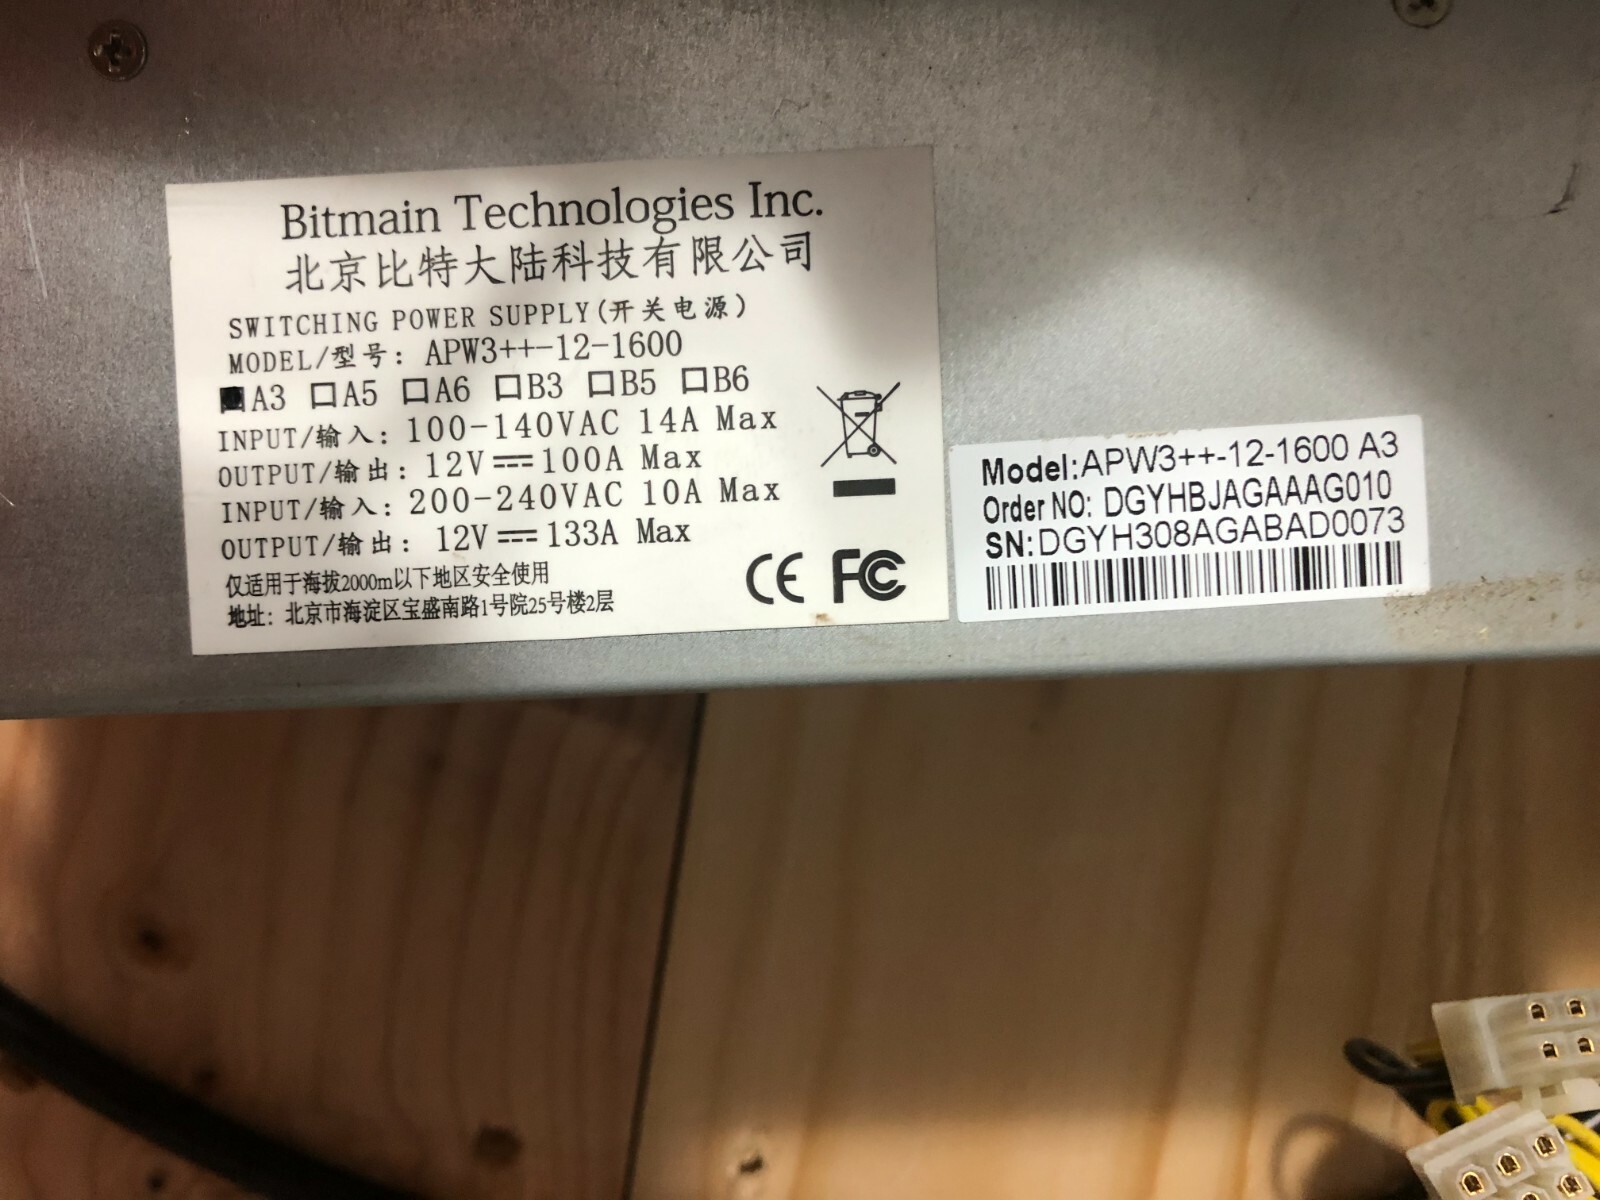 Bitmain Technologies Inc.
北京比特大陆科技有限公司
SWITCHING POWER SUPPLY(开关电源)
MODEL/型号: APW3++-12-1600
■A3 □A5 □A6 □B3 □B5 □B6
INPUT/输入: 100-140VAC 14A Max
OUTPUT/输出: 12V⎓100A Max
INPUT/输入: 200-240VAC 10A Max
OUTPUT/输出: 12V⎓133A Max
仅适用于海拔2000m以下地区安全使用
地址: 北京市海淀区宝盛南路1号院25号楼2层
CE FC
Model:APW3++-12-1600 A3
Order NO: DGYHBJAGAAAG010
SN:DGYH308AGABAD0073